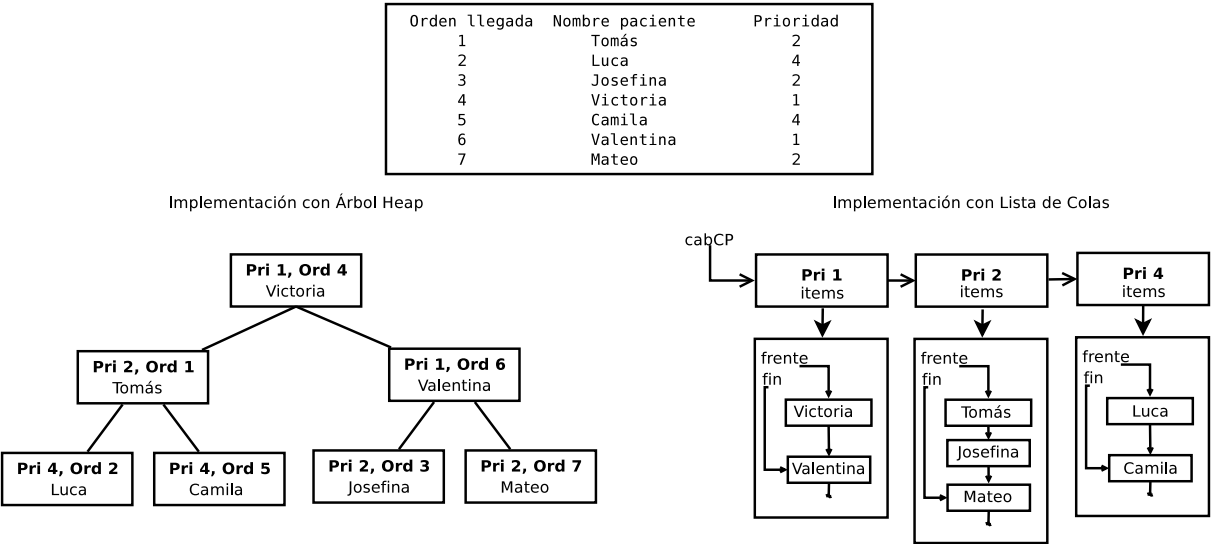 Orden llegada Nombre paciente Prioridad
1 Tomás 2
2 Luca 4
3 Josefina 2
4 Victoria 1
5 Camila 4
6 Valentina 1
7 Mateo 2
Implementación con Árbol Heap
Pri 1, Ord 4
Victoria
Pri 2, Ord 1
Tomás
Pri 1, Ord 6
Valentina
Pri 4, Ord 2
Luca
Pri 4, Ord 5
Camila
Pri 2, Ord 3
Josefina
Pri 2, Ord 7
Mateo
Implementación con Lista de Colas
cabCP
Pri 1
items
Pri 2
items
Pri 4
items
frente
fin
Victoria
Valentina
frente
fin
Tomás
Josefina
Mateo
frente
fin
Luca
Camila